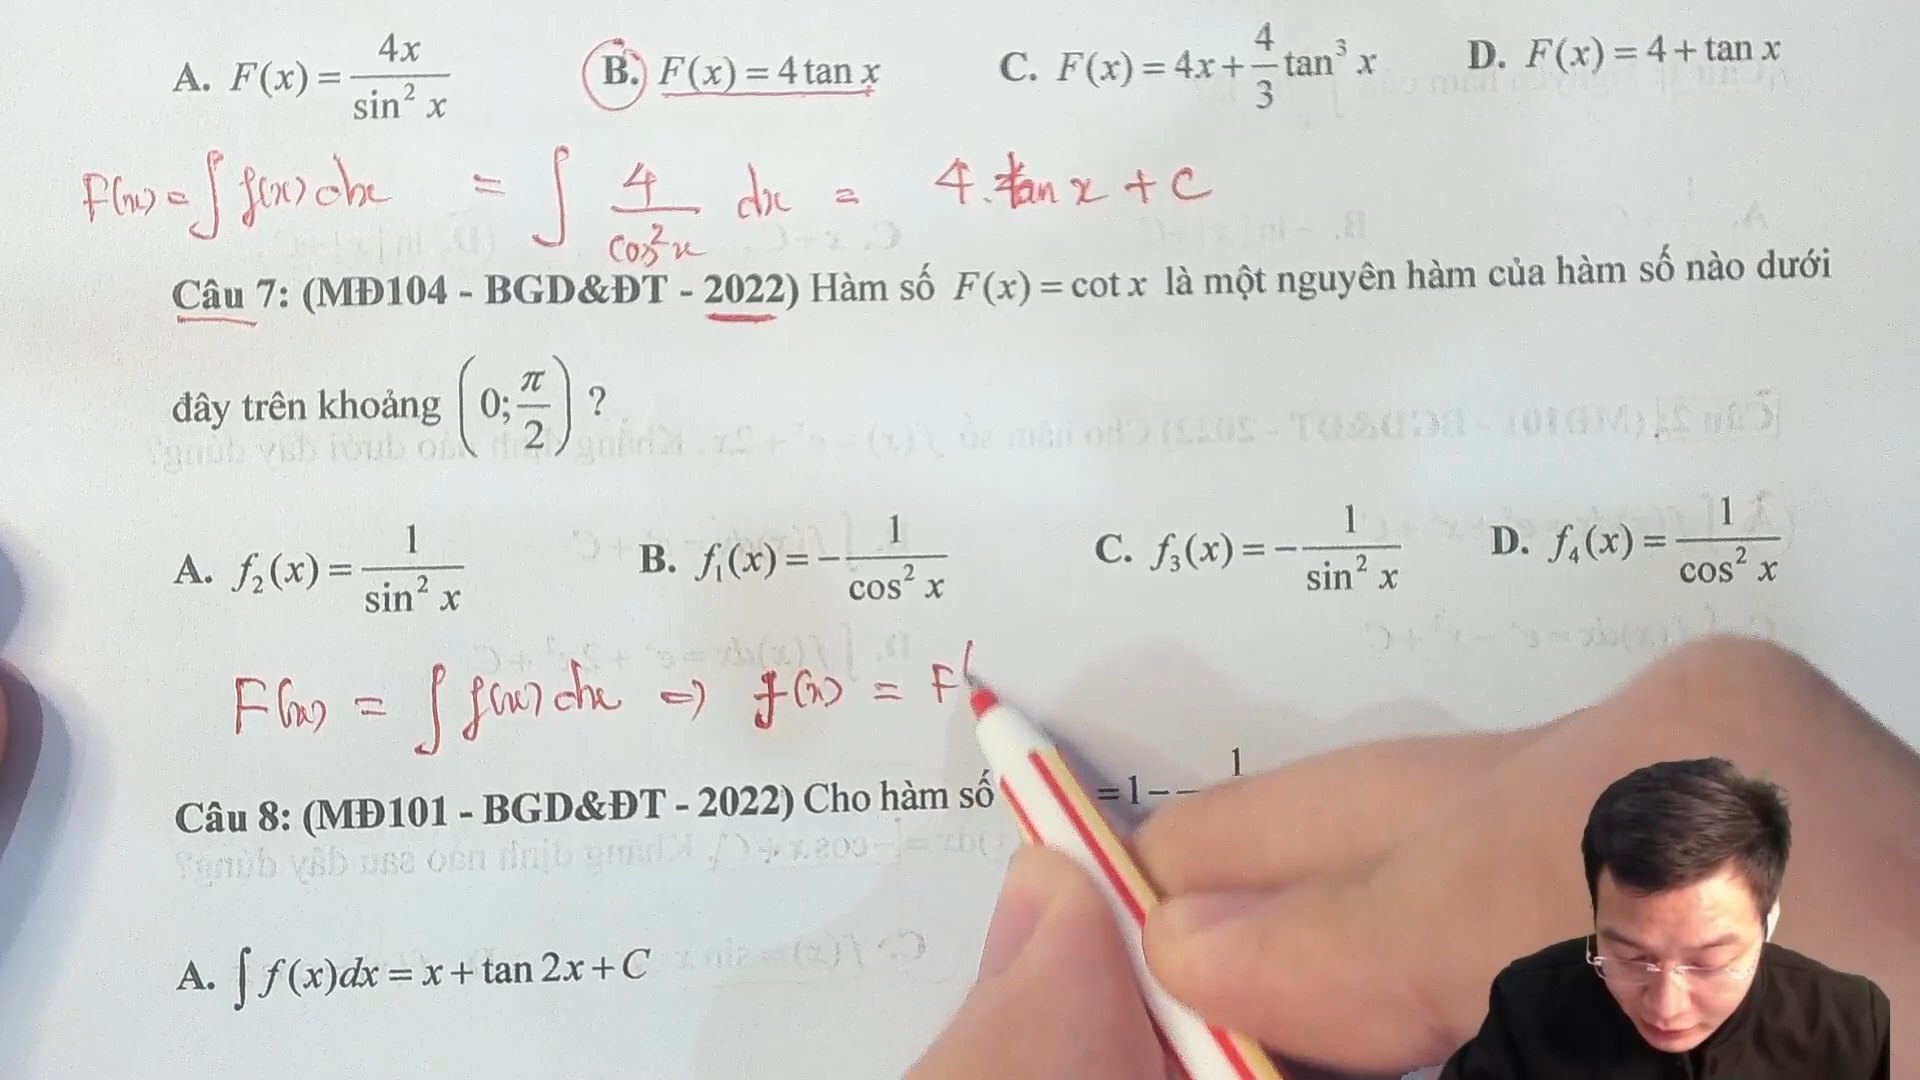 A. F(x) = 4x / sin² x B. F(x) = 4 tan x C. F(x) = 4x + 4/3 tan³ x D. F(x) = 4 + tan x
F(x) = ∫ f(x) dx = ∫ 4 / cos² x dx = 4. tan x + C
Câu 7: (MĐ104 - BGD&ĐT - 2022) Hàm số F(x) = cot x là một nguyên hàm của hàm số nào dưới
đây trên khoảng (0; π/2) ?
A. f₂(x) = 1 / sin² x B. f₁(x) = − 1 / cos² x C. f₃(x) = − 1 / sin² x D. f₄(x) = 1 / cos² x
F(x) = ∫ f(x) dx ⇒ f(x) = F'
Câu 8: (MĐ101 - BGD&ĐT - 2022) Cho hàm số = 1 − 1
A. ∫ f(x)dx = x + tan 2x + C